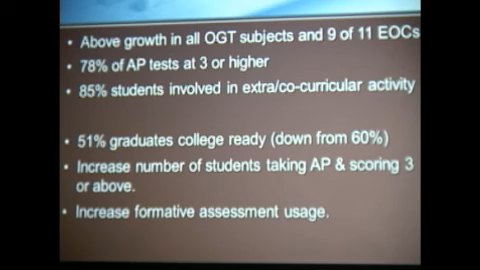 • Above growth in all OGT subjects and 9 of 11 EOCs
• 78% of AP tests at 3 or higher
• 85% students involved in extra/co-curricular activity
• 51% graduates college ready (down from 60%)
• Increase number of students taking AP & scoring 3
or above.
• Increase formative assessment usage.